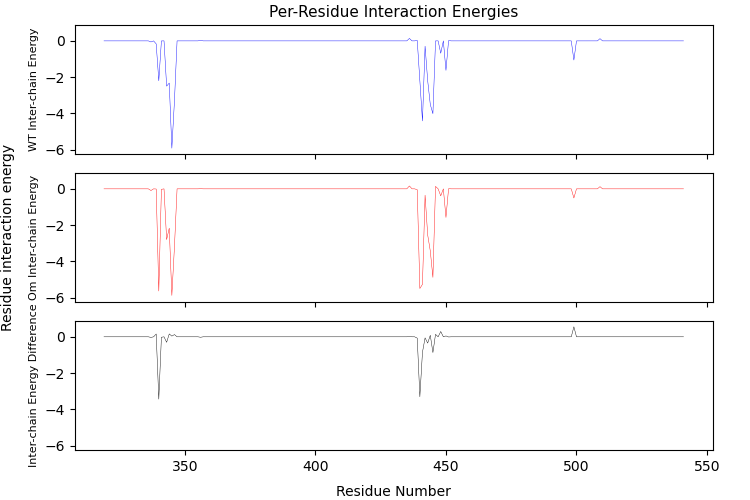 Per-Residue Interaction Energies
Residue interaction energy
WT Inter-chain Energy
0
−2
−4
−6
Om Inter-chain Energy
0
−2
−4
−6
Inter-chain Energy Difference
0
−2
−4
−6
350
400
450
500
550
Residue Number